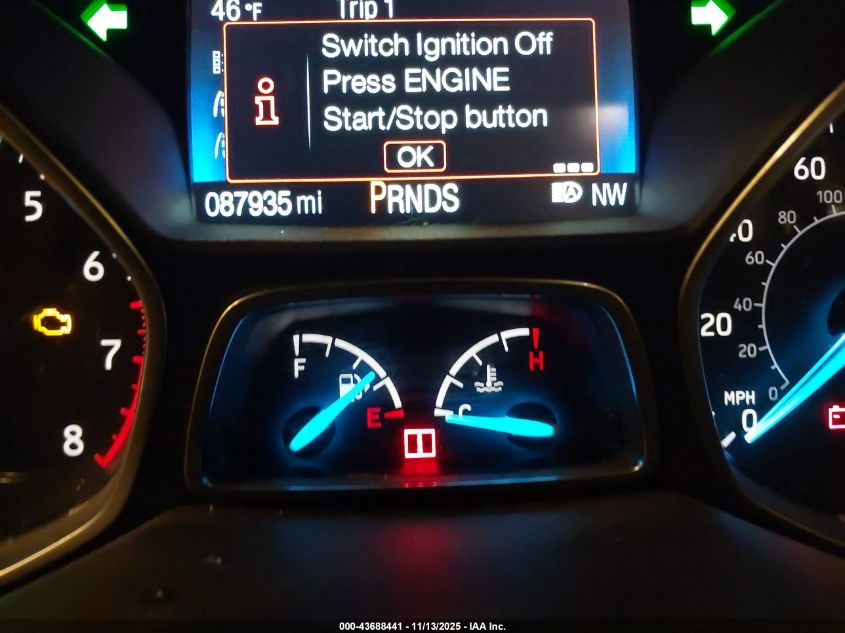 46°F Trip 1
Switch Ignition Off
Press ENGINE
Start/Stop button
OK
087935 mi PRNDS NW
5
6
7
8
F
E
H
C
60
100
80
60
40
20
40
20
0
MPH
0
000-43688441 - 11/13/2025 - IAA Inc.